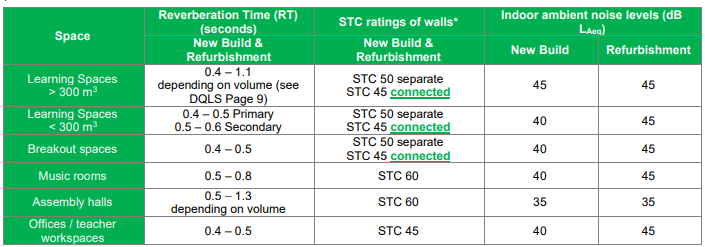 Space
Reverberation Time (RT)
(seconds)
STC ratings of walls*
Indoor ambient noise levels (dB
LAeq)
New Build &
Refurbishment
New Build &
Refurbishment
New Build
Refurbishment
Learning Spaces
> 300 m³
0.4 – 1.1
depending on volume (see
DQLS Page 9)
STC 50 separate
STC 45 connected
45
45
Learning Spaces
< 300 m³
0.4 – 0.5 Primary
0.5 – 0.6 Secondary
STC 50 separate
STC 45 connected
40
45
Breakout spaces
0.4 – 0.5
STC 50 separate
STC 45 connected
40
45
Music rooms
0.5 – 0.8
STC 60
40
45
Assembly halls
0.5 – 1.3
depending on volume
STC 60
35
35
Offices / teacher
workspaces
0.4 – 0.5
STC 45
40
45